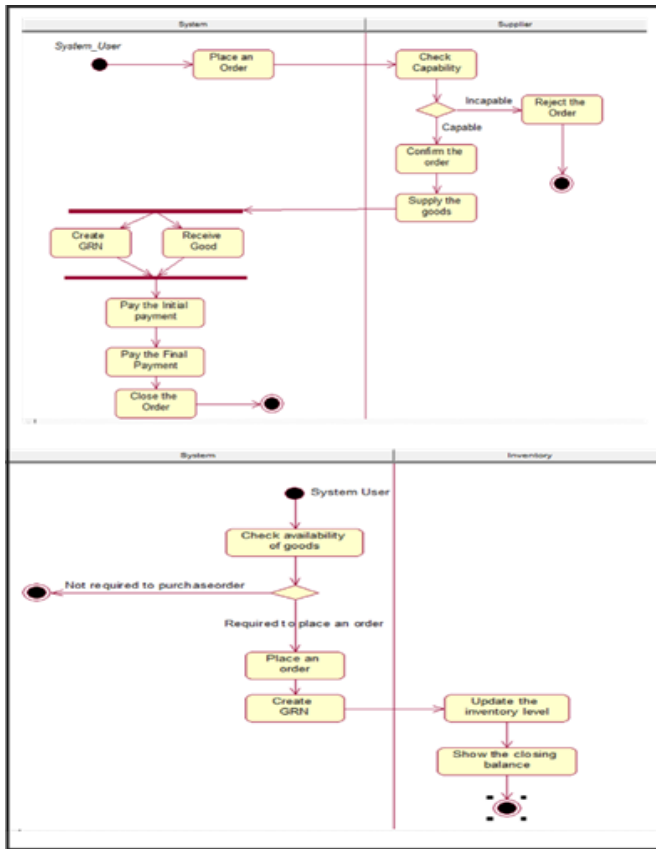 System
Supplier
System_User
Place an
Order
Check
Capability
Incapable
Reject the
Order
Capable
Confirm the
order
Supply the
goods
Create
GRN
Receive
Good
Pay the Initial
payment
Pay the Final
Payment
Close the
Order
System
Inventory
System User
Check availability
of goods
Not required to purchaseorder
Required to place an order
Place an
order
Create
GRN
Update the
inventory level
Show the closing
balance